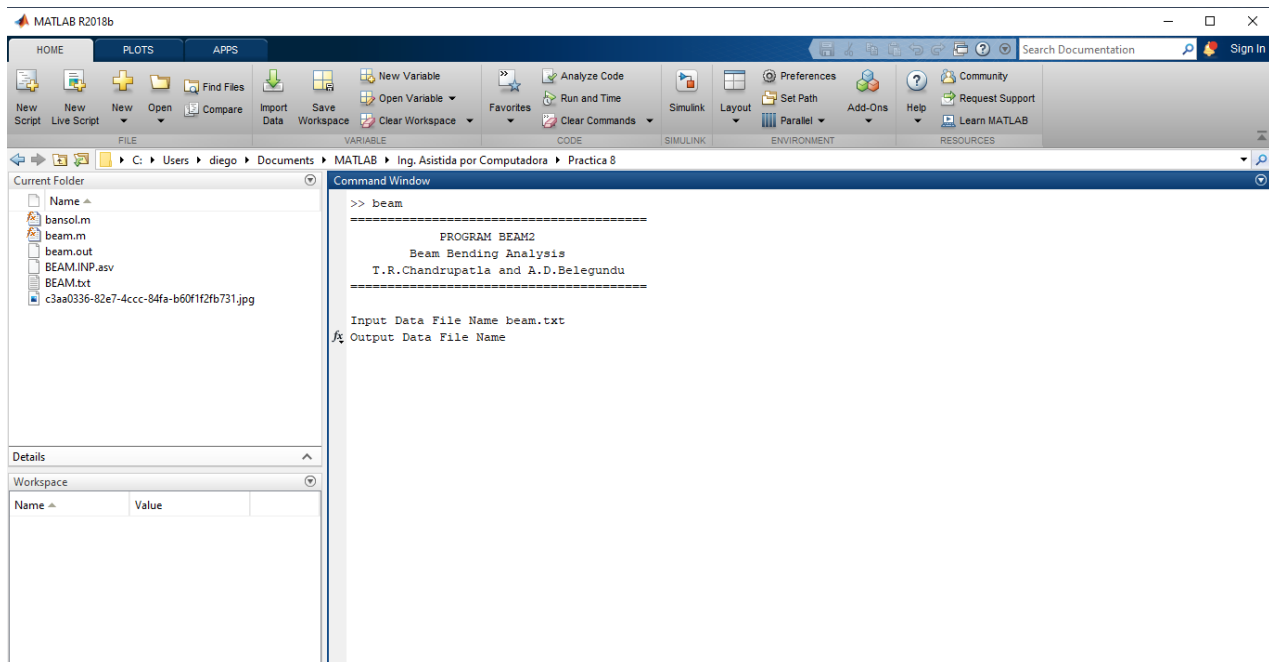 MATLAB R2018b
HOME PLOTS APPS
Search Documentation
Sign In
New Script
New Live Script
New
Open
Find Files
Compare
Import Data
Save Workspace
New Variable
Open Variable
Clear Workspace
Favorites
Analyze Code
Run and Time
Clear Commands
Simulink
Layout
Preferences
Set Path
Parallel
Add-Ons
Help
Community
Request Support
Learn MATLAB
FILE VARIABLE CODE SIMULINK ENVIRONMENT RESOURCES
C: Users diego Documents MATLAB Ing. Asistida por Computadora Practica 8
Current Folder
Name
bansol.m
beam.m
beam.out
BEAM.INP.asv
BEAM.txt
c3aa0336-82e7-4ccc-84fa-b60f1f2fb731.jpg
Details
Workspace
Name Value
Command Window
>> beam
========================================
PROGRAM BEAM2
Beam Bending Analysis
T.R.Chandrupatla and A.D.Belegundu
========================================
Input Data File Name beam.txt
fx Output Data File Name